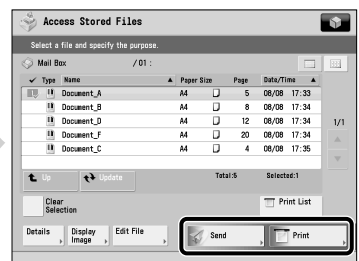 Access Stored Files
Select a file and specify the purpose.
Mail Box /01 :
Type Name Paper Size Page Date/Time
Document_A A4 5 08/08 17:33
Document_B A4 8 08/08 17:34
Document_D A4 12 08/08 17:34
Document_F A4 20 08/08 17:34
Document_C A4 4 08/08 17:35
1/1
Up Update Total:6 Selected:1
Clear Selection Print List
Details Display Image Edit File Send Print